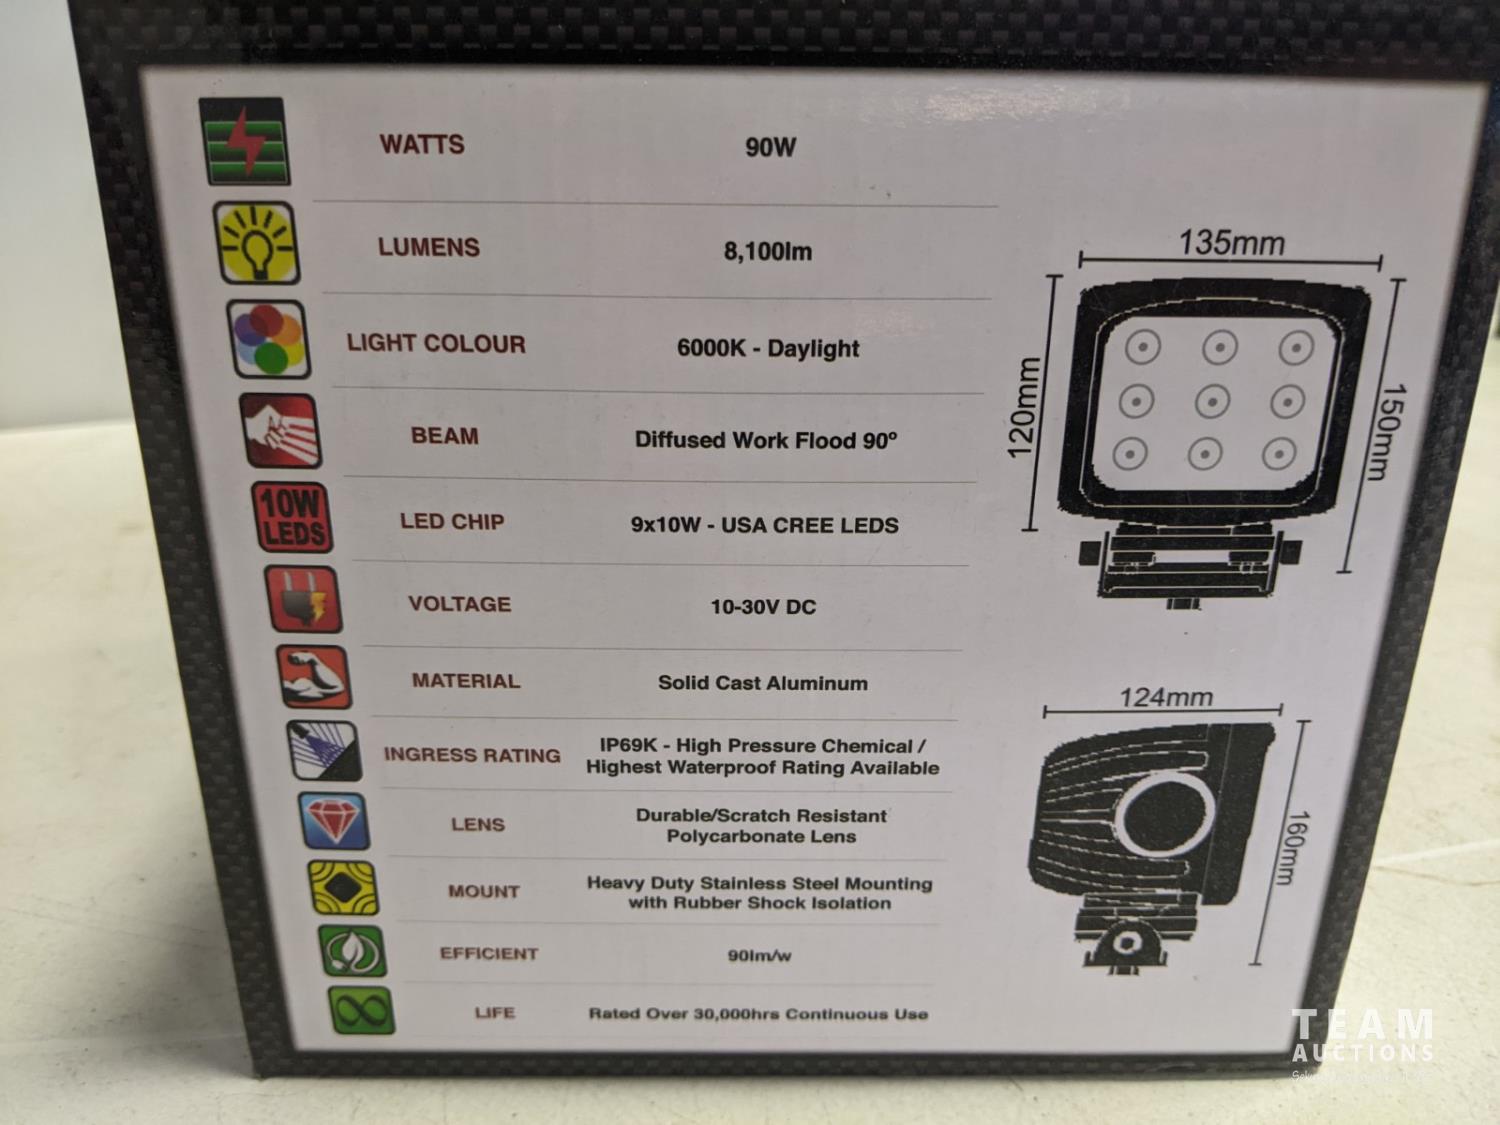 WATTS 90W
LUMENS 8,100lm
LIGHT COLOUR 6000K - Daylight
BEAM Diffused Work Flood 90º
10W
LEDS
LED CHIP 9x10W - USA CREE LEDS
VOLTAGE 10-30V DC
MATERIAL Solid Cast Aluminum
INGRESS RATING IP69K - High Pressure Chemical /
Highest Waterproof Rating Available
LENS Durable/Scratch Resistant
Polycarbonate Lens
MOUNT Heavy Duty Stainless Steel Mounting
with Rubber Shock Isolation
EFFICIENT 90lm/w
LIFE Rated Over 30,000hrs Continuous Use
135mm
120mm
150mm
124mm
160mm
TEAM
AUCTIONS